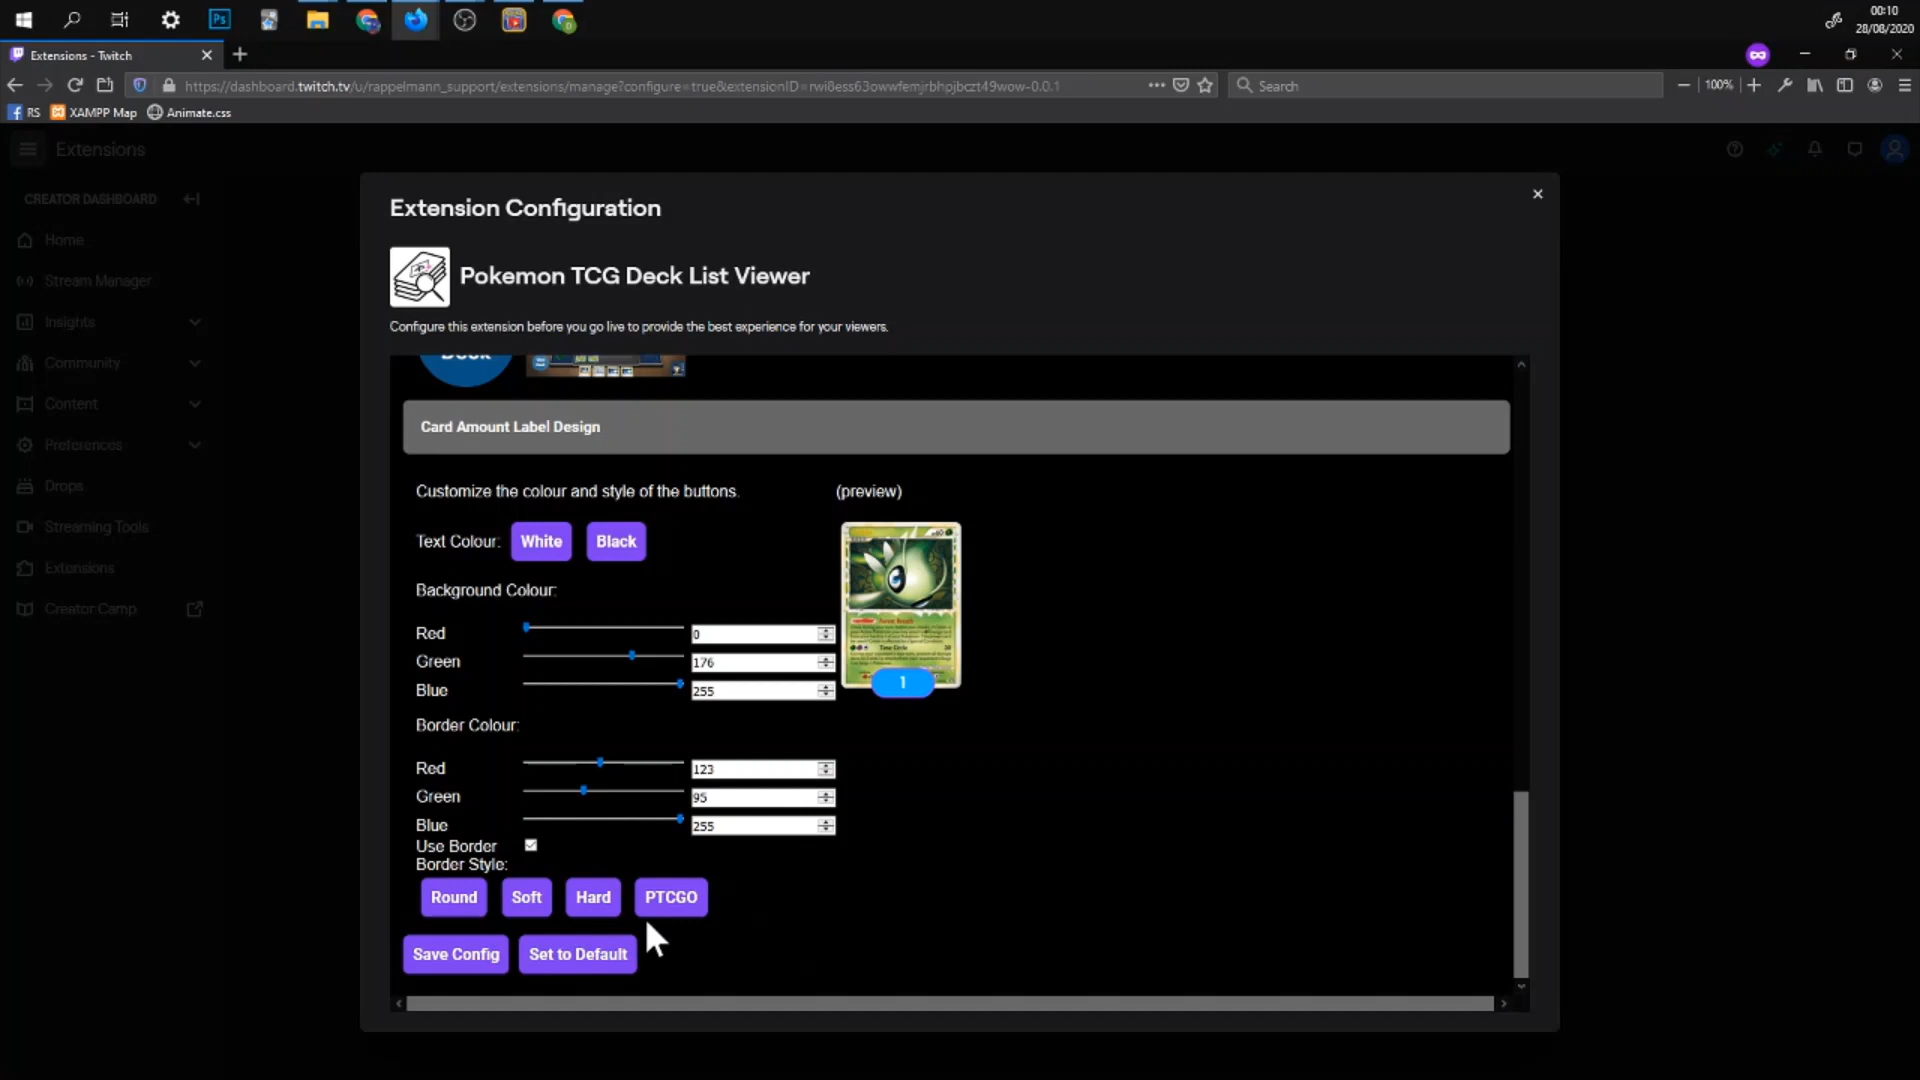 00:10
28/08/2020
Ps
Extensions - Twitch
https://dashboard.twitch.tv/u/rappelmann_support/extensions/manage?configure=true&extensionID=rwi8ess63owwfemjrbhpjbczt49wow-0.0.1
Search
100%
RS
XAMPP Map
Animate.css
Extensions
CREATOR DASHBOARD
Home
Stream Manager
Insights
Community
Content
Preferences
Drops
Streaming Tools
Extensions
Creator Camp
Extension Configuration
Pokemon TCG Deck List Viewer
Configure this extension before you go live to provide the best experience for your viewers.
Deck
Card Amount Label Design
Customize the colour and style of the buttons.
(preview)
Text Colour: White Black
Background Colour:
Red 0
Green 176
Blue 255
1
Border Colour:
Red 123
Green 95
Blue 255
Use Border
Border Style:
Round Soft Hard PTCGO
Save Config Set to Default